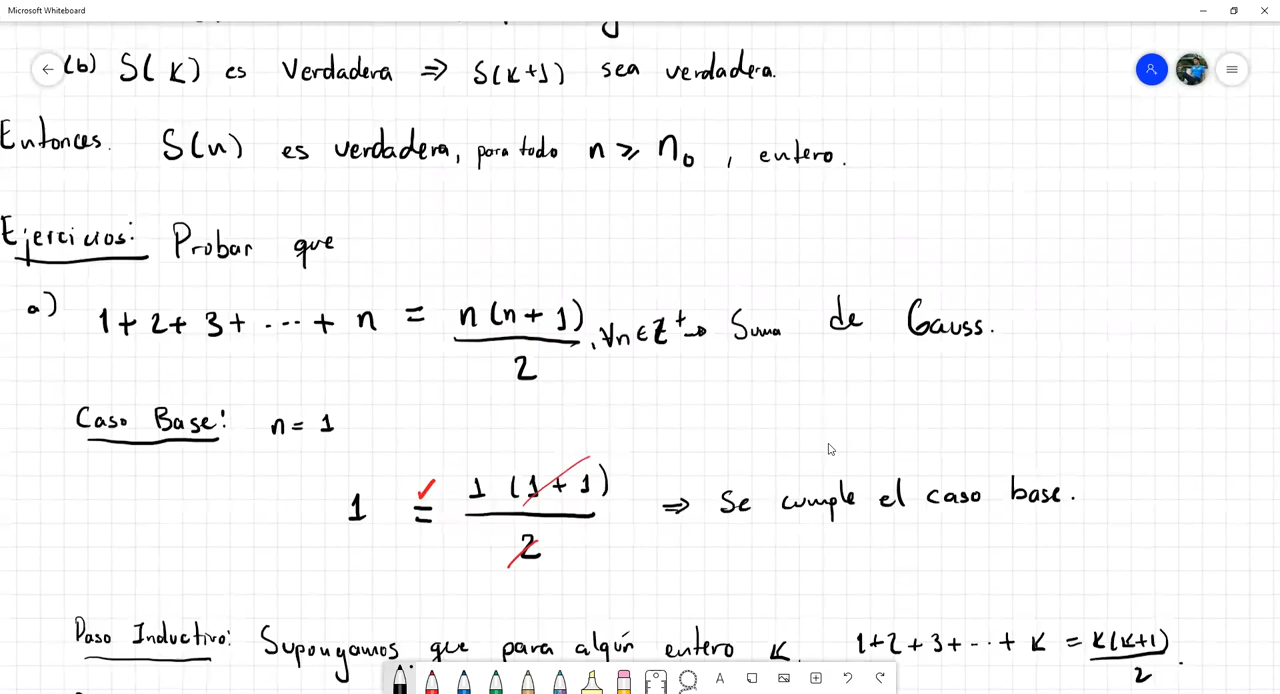 Microsoft Whiteboard
(b) S(K) es Verdadera ⇒ S(K+1) sea verdadera.
Entonces. S(n) es verdadera, para todo n ⩾ n₀, entero.
Ejercicios: Probar que
a) 1+2+3+ ... + n = n(n+1)/2, ∀n ∈ Z⁺ → Suma de Gauss.
Caso Base: n = 1
1 = 1 (1+1)/2 ⇒ Se cumple el caso base.
Paso Inductivo: Supongamos que para algún entero K. 1+2+3+...+K = K(K+1)/2.